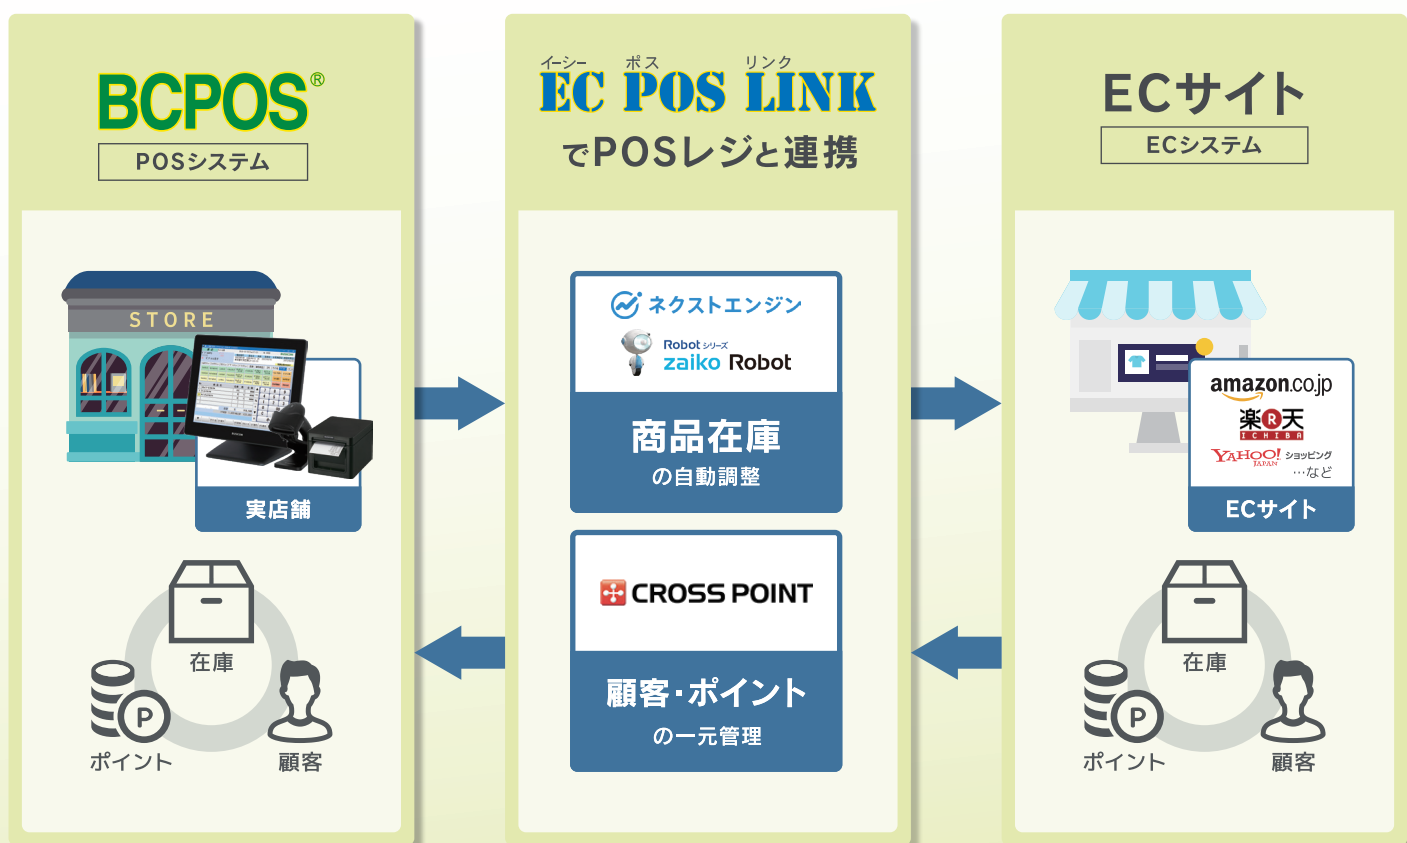 BCPOS®
POSシステム
STORE
実店舗
在庫
ポイント
P
顧客
イーシー ポス リンク
EC POS LINK
でPOSレジと連携
ネクストエンジン
Robot シリーズ
zaiko Robot
商品在庫
の自動調整
CROSS POINT
顧客・ポイント
の一元管理
ECサイト
ECシステム
amazon.co.jp
楽R天
ICHIBA
YAHOO! ショッピング
JAPAN
…など
ECサイト
在庫
P
ポイント
顧客